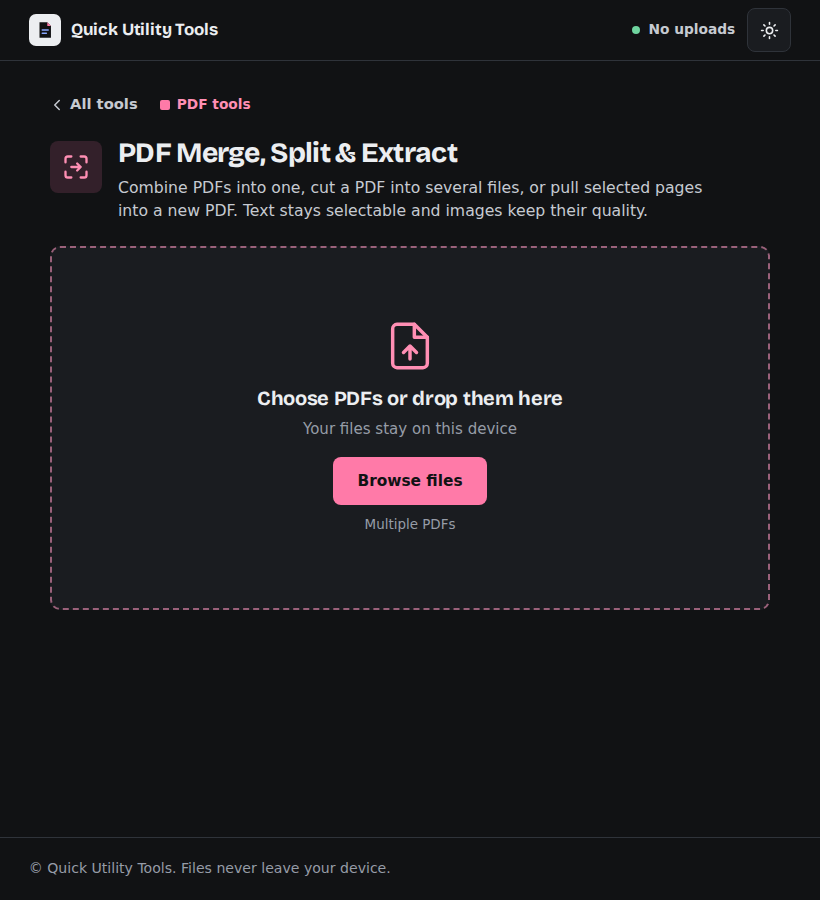 Quick Utility Tools
No uploads
All tools
PDF tools
PDF Merge, Split & Extract
Combine PDFs into one, cut a PDF into several files, or pull selected pages
into a new PDF. Text stays selectable and images keep their quality.
Choose PDFs or drop them here
Your files stay on this device
Browse files
Multiple PDFs
© Quick Utility Tools. Files never leave your device.